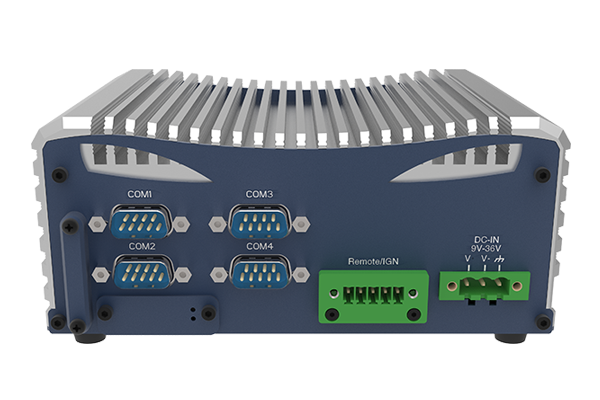 COM1
COM3
COM2
COM4
Remote/IGN
DC-IN
9V-36V
V V-